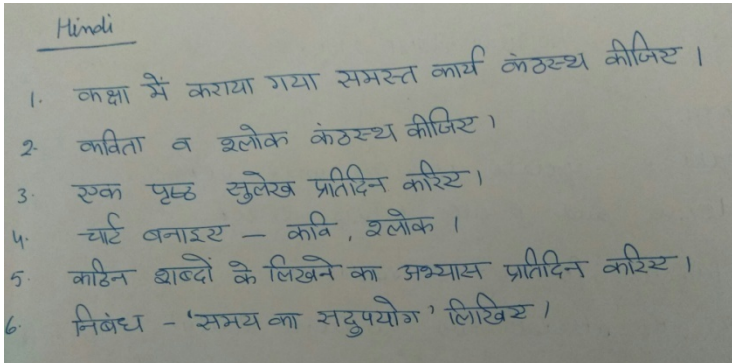 Hindi
1. कक्षा में कराया गया समस्त कार्य कंठस्थ कीजिए ।
2. कविता व श्लोक कंठस्थ कीजिए ।
3. एक पृष्ठ सुलेख प्रतिदिन करिए ।
4. चार्ट बनाइए – कवि , श्लोक ।
5. कठिन शब्दों के लिखने का अभ्यास प्रतिदिन करिए ।
6. निबंध – 'समय का सदुपयोग' लिखिए ।